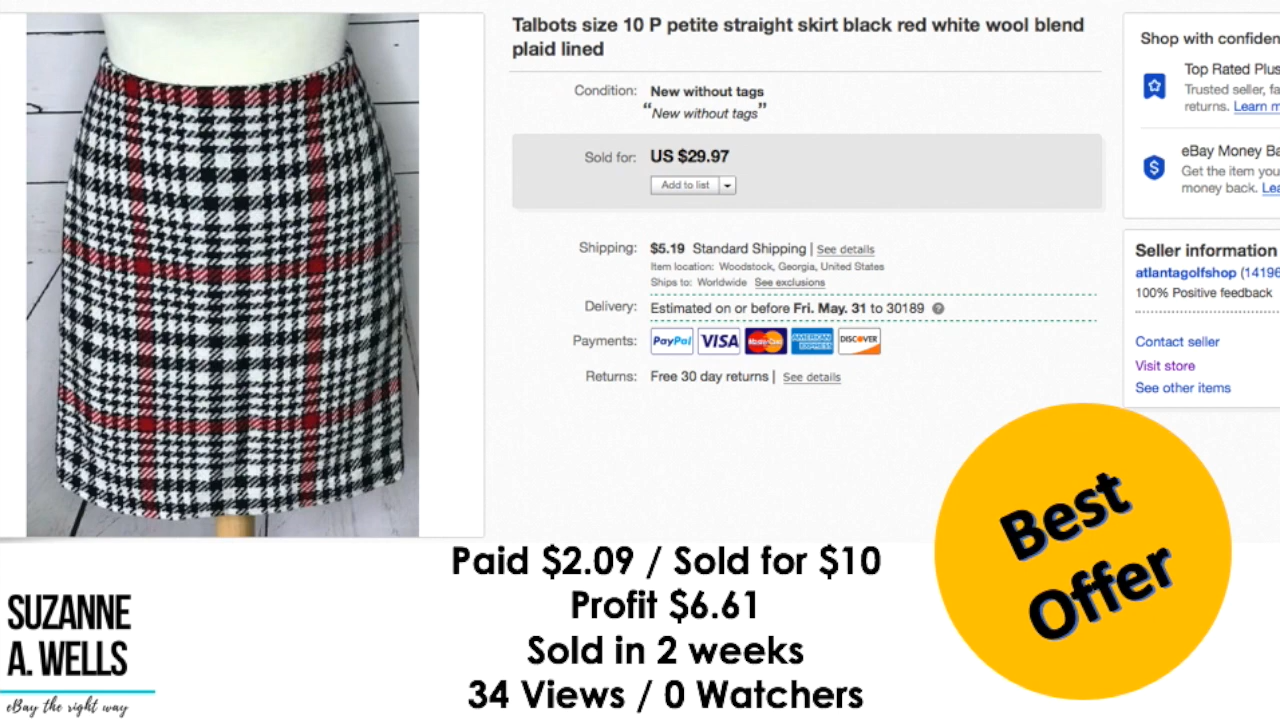 Talbots size 10 P petite straight skirt black red white wool blend
plaid lined
Condition: New without tags
“New without tags”
Sold for: US $29.97
Add to list
Shipping: $5.19 Standard Shipping | See details
Item location: Woodstock, Georgia, United States
Ships to: Worldwide See exclusions
Delivery: Estimated on or before Fri. May. 31 to 30189 ?
Payments: PayPal VISA MasterCard AMERICAN EXPRESS DISCOVER
Returns: Free 30 day returns | See details
Shop with confiden
Top Rated Plus
Trusted seller, fa
returns. Learn m
eBay Money Ba
Get the item you
money back. Lea
Seller information
atlantagolfshop (14196
100% Positive feedback
Contact seller
Visit store
See other items
Best
Offer
Paid $2.09 / Sold for $10
Profit $6.61
Sold in 2 weeks
34 Views / 0 Watchers
SUZANNE
A. WELLS
eBay the right way